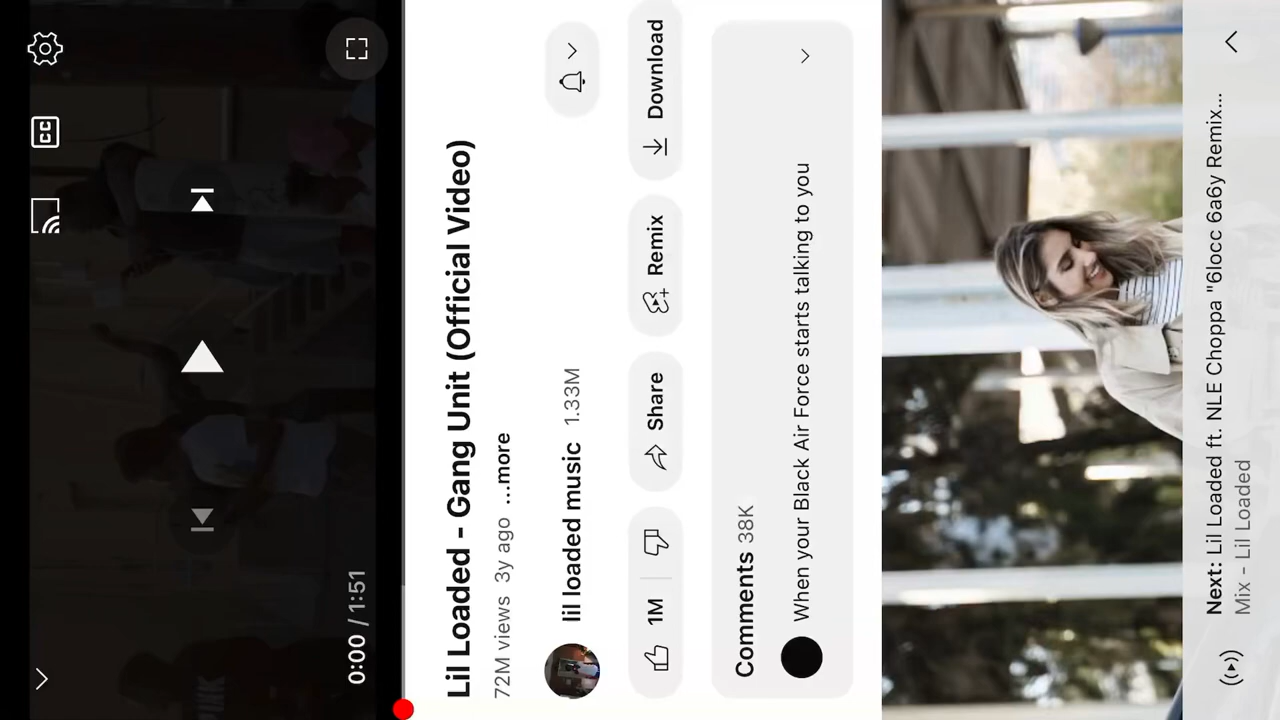 CC
0:00 / 1:51
Lil Loaded - Gang Unit (Official Video)
72M views 3y ago ...more
lil loaded music 1.33M
1M
Share
Remix
Download
Comments 38K
When your Black Air Force starts talking to you
Next: Lil Loaded ft. NLE Choppa "6locc 6a6y Remix...
Mix - Lil Loaded